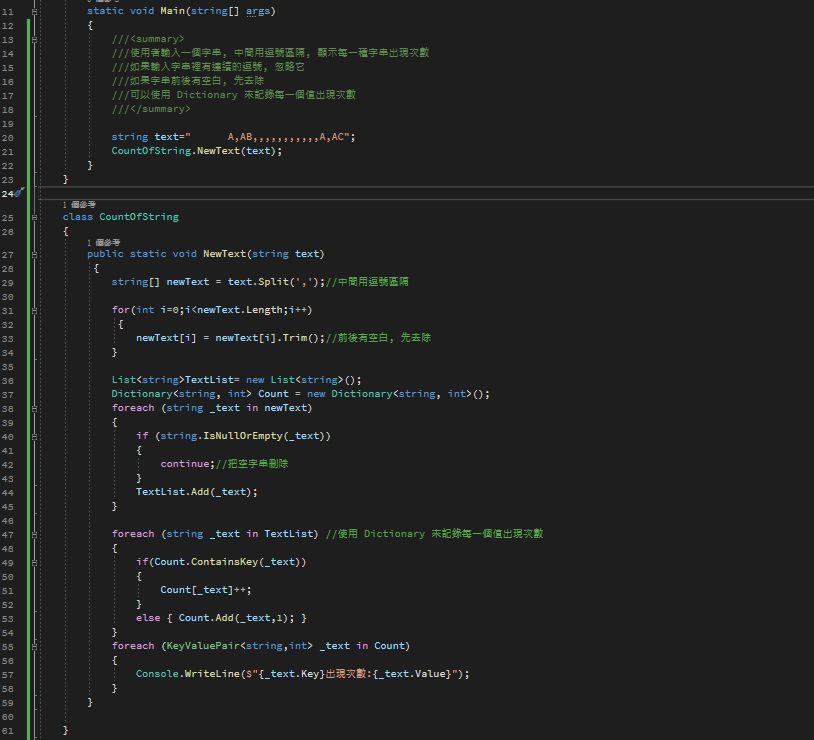 11 static void Main(string[] args)
12 {
13 ///<summary>
14 ///使用者輸入一個字串, 中間用逗號區隔, 顯示每一種字串出現次數
15 ///如果輸入字串裡有連續的逗號, 忽略它
16 ///如果字串前後有空白, 先去除
17 ///可以使用 Dictionary 來記錄每一個值出現次數
18 ///</summary>
19
20 string text="      A,AB,,,,,,,,,,,A,AC";
21 CountOfString.NewText(text);
22 }
23 }
24
1 個參考
25 class CountOfString
26 {
1 個參考
27 public static void NewText(string text)
28 {
29 string[] newText = text.Split(',');//中間用逗號區隔
30
31 for(int i=0;i<newText.Length;i++)
32 {
33 newText[i] = newText[i].Trim();//前後有空白, 先去除
34 }
35
36 List<string>TextList= new List<string>();
37 Dictionary<string, int> Count = new Dictionary<string, int>();
38 foreach (string _text in newText)
39 {
40 if (string.IsNullOrEmpty(_text))
41 {
42 continue;//把空字串刪除
43 }
44 TextList.Add(_text);
45 }
46
47 foreach (string _text in TextList) //使用 Dictionary 來記錄每一個值出現次數
48 {
49 if(Count.ContainsKey(_text))
50 {
51 Count[_text]++;
52 }
53 else { Count.Add(_text,1); }
54 }
55 foreach (KeyValuePair<string,int> _text in Count)
56 {
57 Console.WriteLine($"{_text.Key}出現次數:{_text.Value}");
58 }
59 }
60
61 }